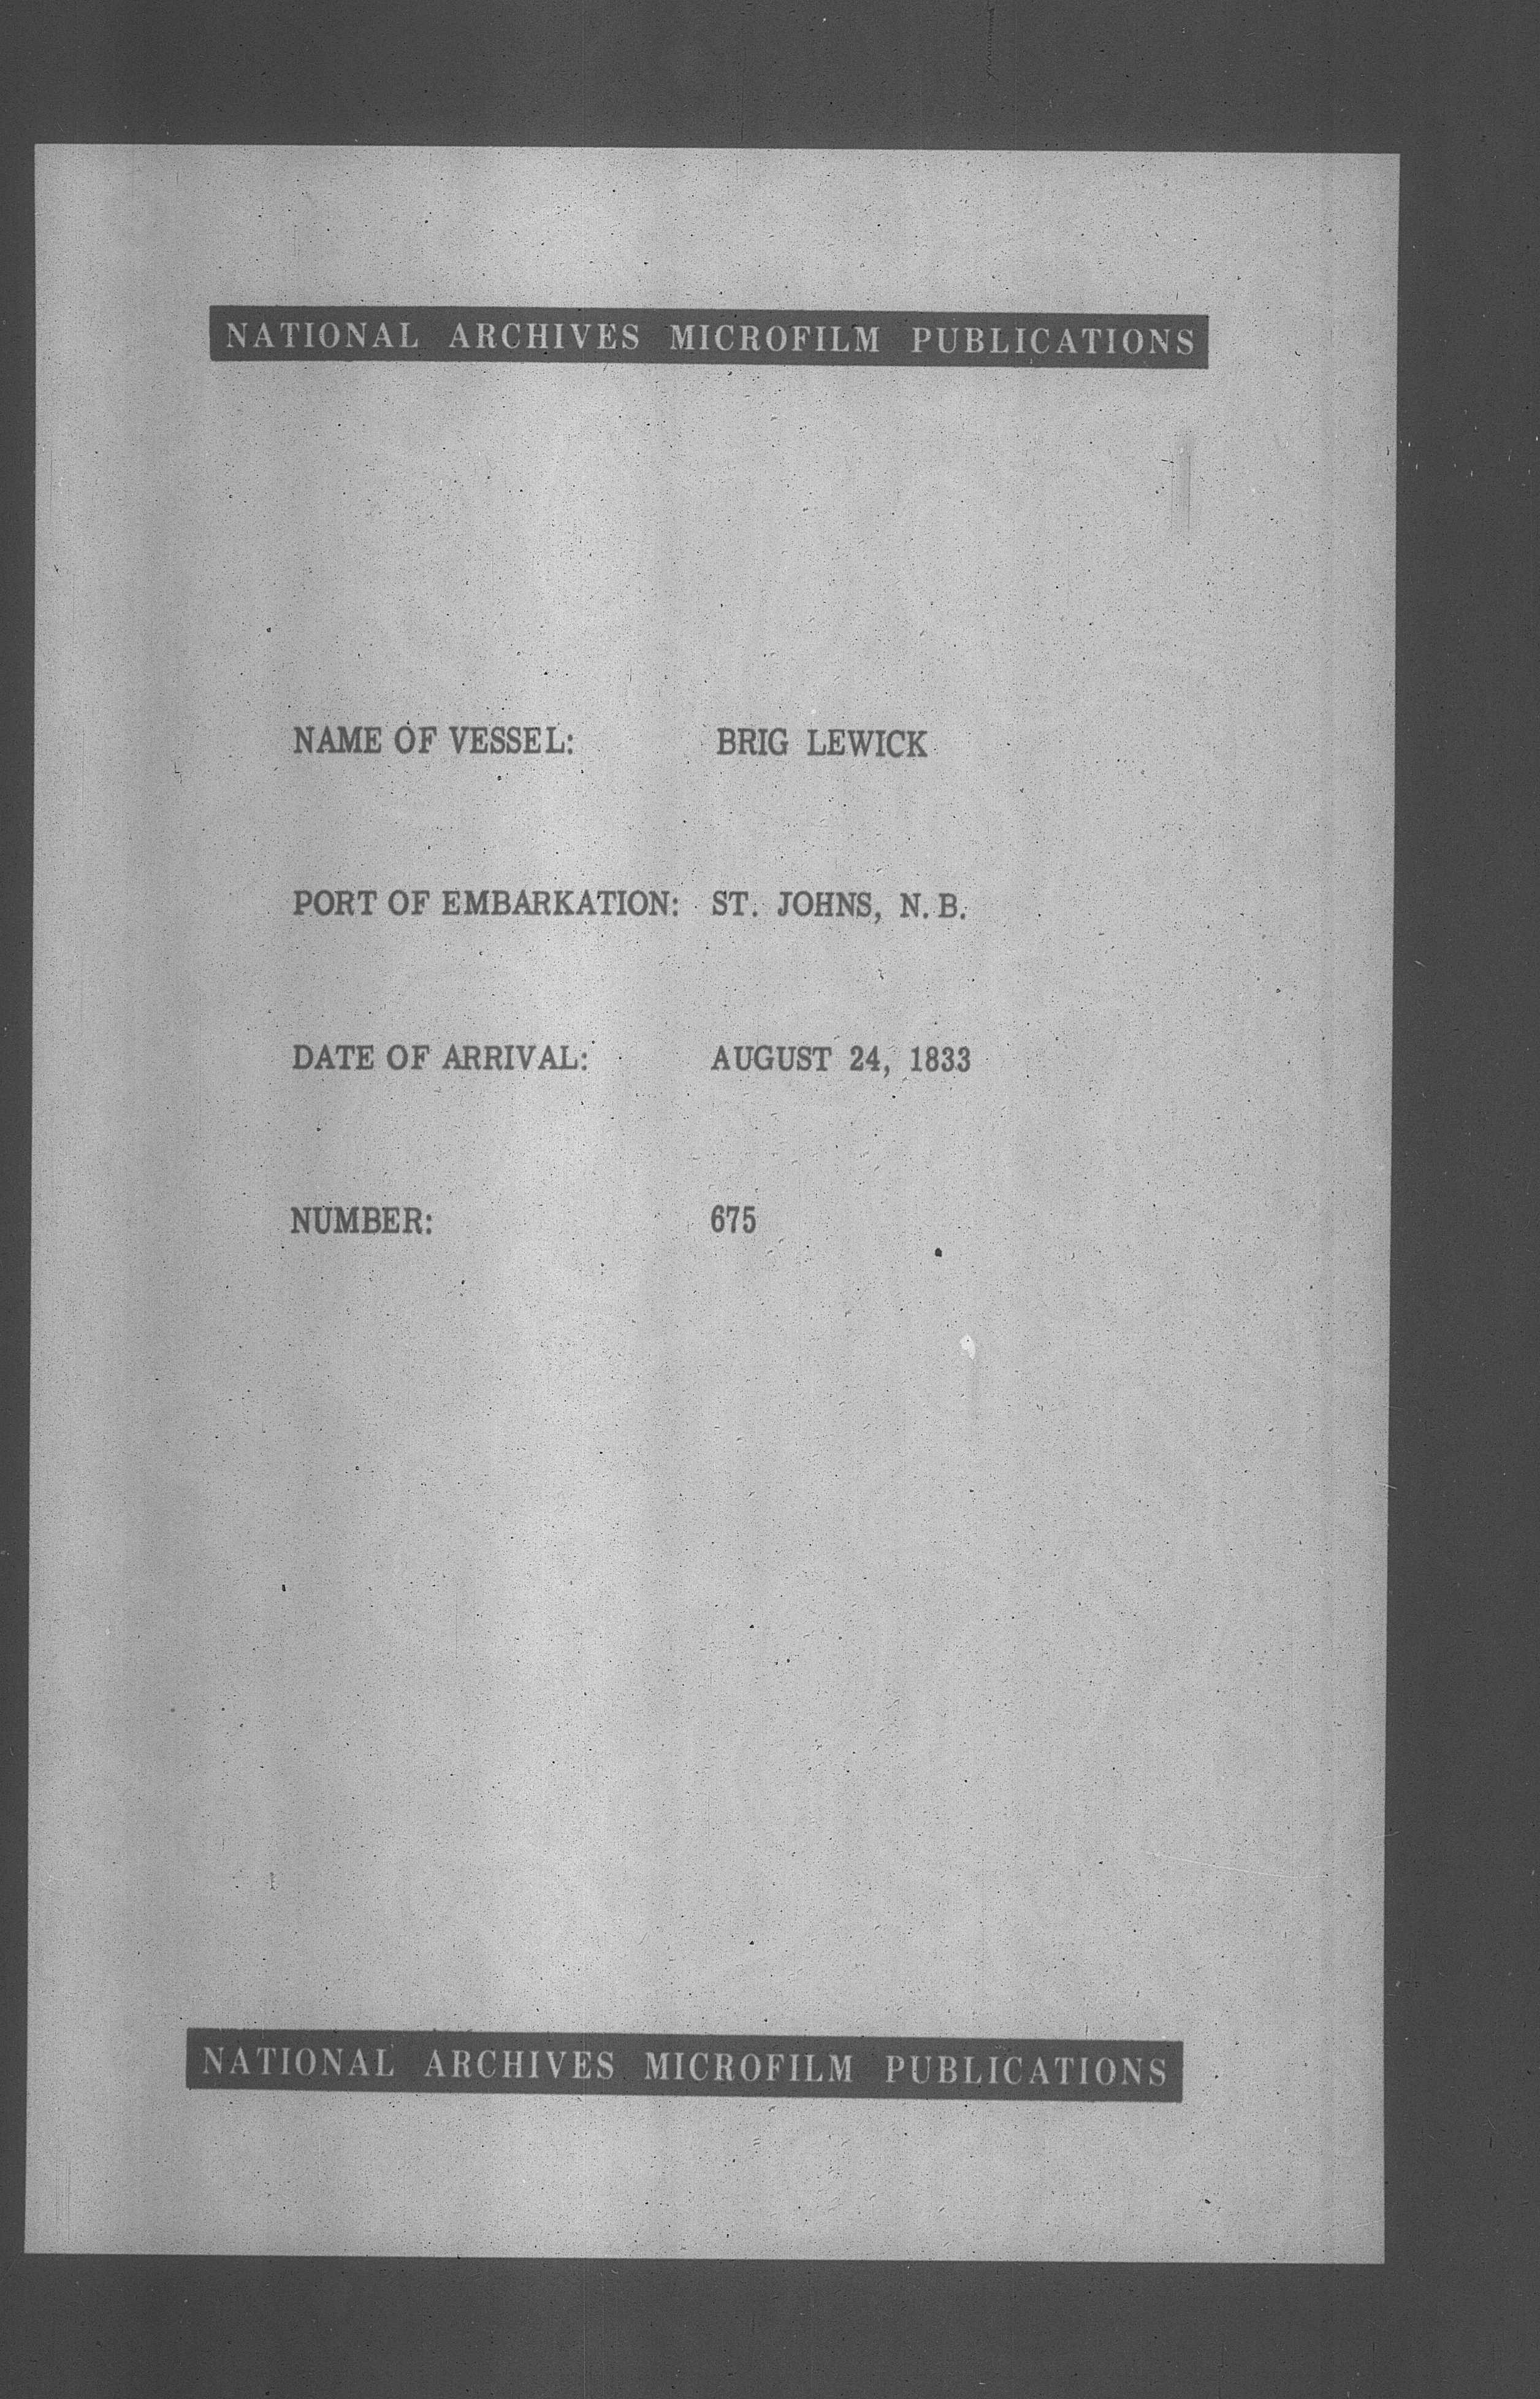 NATIONAL ARCHIVES MICROFILM PUBLICATIONS
NAME OF VESSEL: BRIG LEWICK
PORT OF EMBARKATION: ST. JOHNS, N. B.
DATE OF ARRIVAL: AUGUST 24, 1833
NUMBER: 675
NATIONAL ARCHIVES MICROFILM PUBLICATIONS